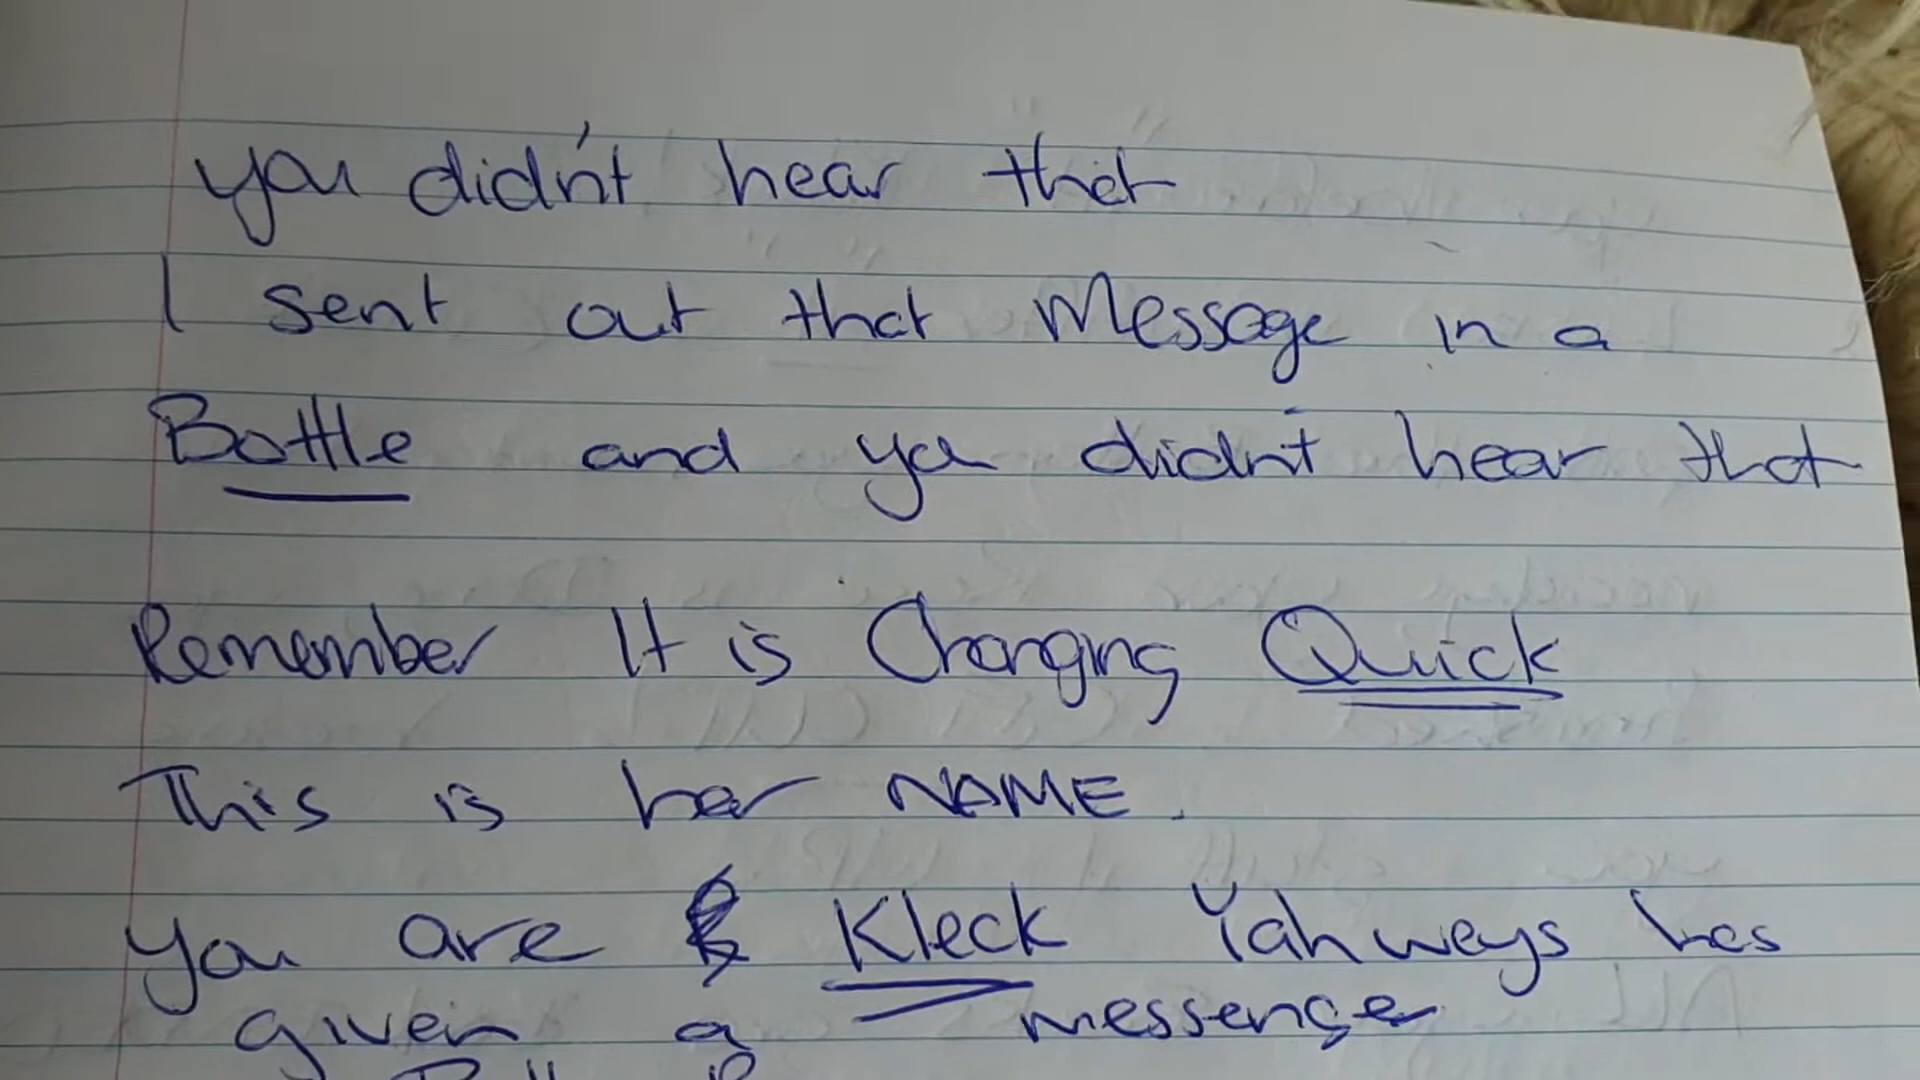 you didn't hear that
I sent out that Message in a
Bottle and you didn't hear that
Remember It is Changing Quick
This is her NAME.
you are Kleck Yahweys has
given a messenger